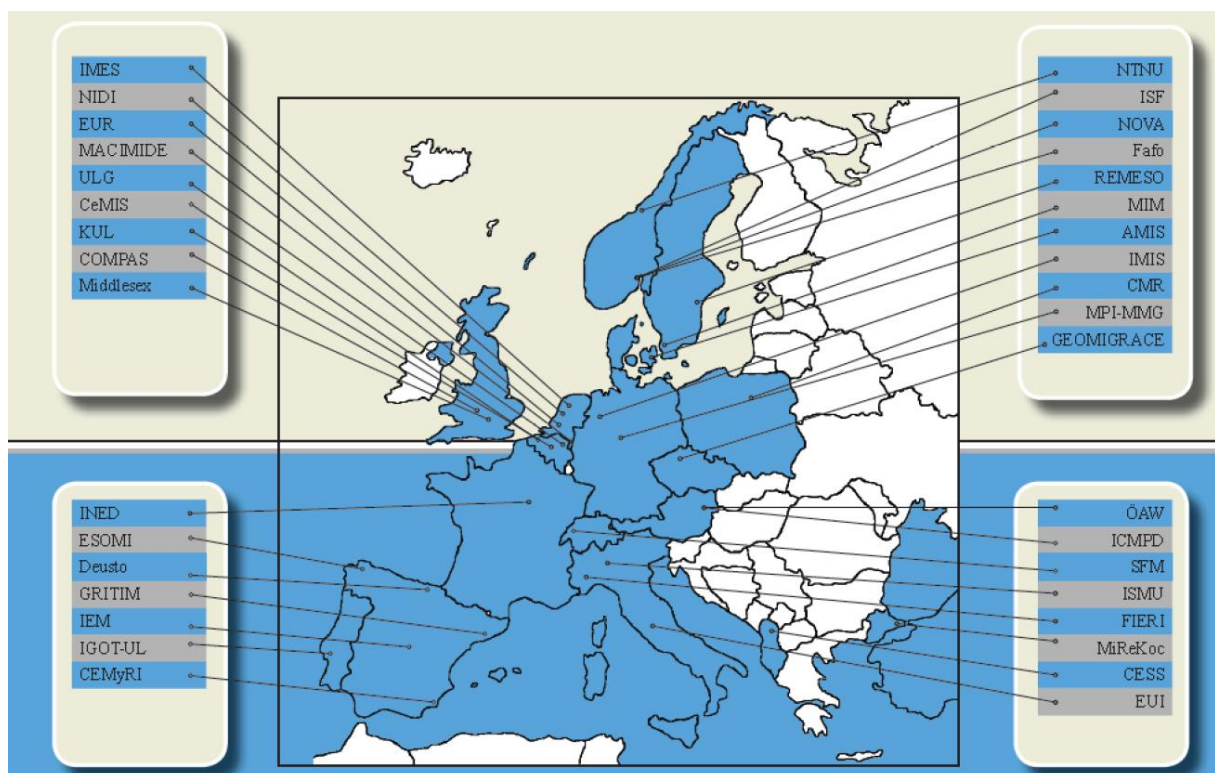 IMES
NIDI
EUR
MACIMIDE
ULG
CeMIS
KUL
COMPAS
Middlesex
NTNU
ISF
NOVA
Fafo
REMESO
MIM
AMIS
IMIS
CMR
MPI-MMG
GEOMIGRACE
INED
ESOMI
Deusto
GRITIM
IEM
IGOT-UL
CEMyRI
ÖAW
ICMPD
SFM
ISMU
FIERI
MiReKoc
CESS
EUI